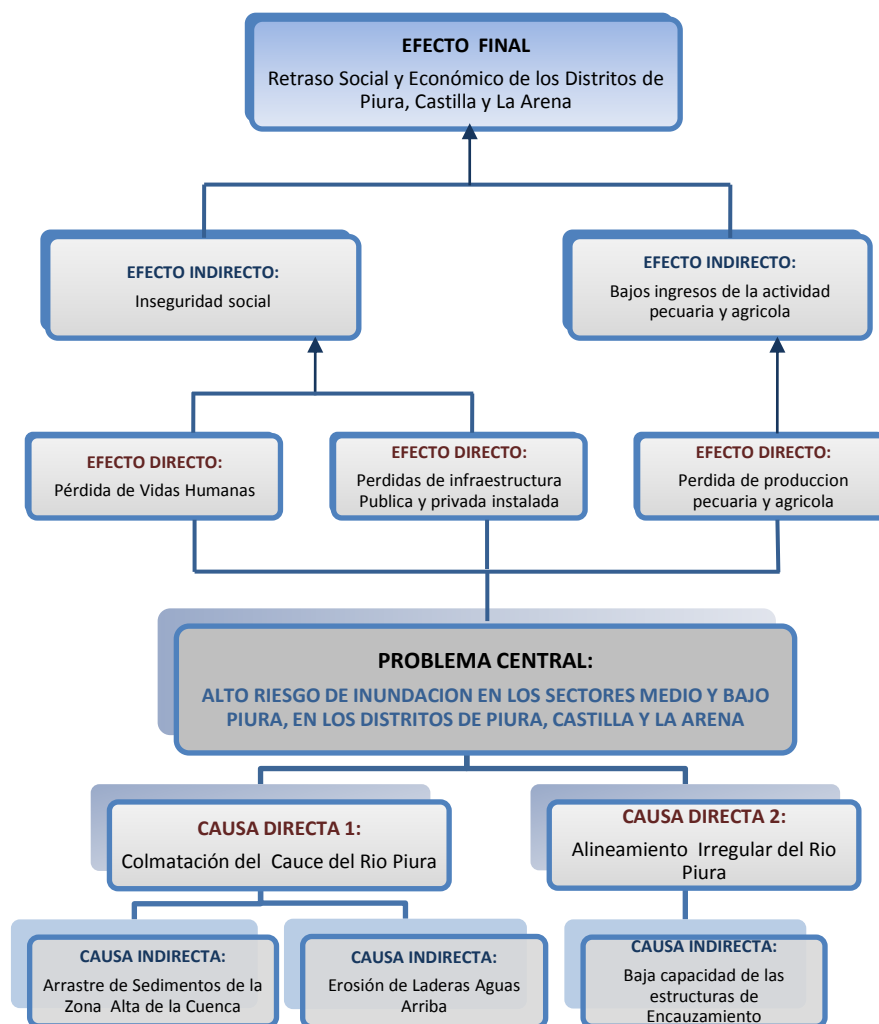 EFECTO FINAL
Retraso Social y Económico de los Distritos de
Piura, Castilla y La Arena
EFECTO INDIRECTO:
Inseguridad social
EFECTO INDIRECTO:
Bajos ingresos de la actividad
pecuaria y agricola
EFECTO DIRECTO:
Pérdida de Vidas Humanas
EFECTO DIRECTO:
Perdidas de infraestructura
Publica y privada instalada
EFECTO DIRECTO:
Perdida de produccion
pecuaria y agricola
PROBLEMA CENTRAL:
ALTO RIESGO DE INUNDACION EN LOS SECTORES MEDIO Y BAJO
PIURA, EN LOS DISTRITOS DE PIURA, CASTILLA Y LA ARENA
CAUSA DIRECTA 1:
Colmatación del Cauce del Rio Piura
CAUSA DIRECTA 2:
Alineamiento Irregular del Rio
Piura
CAUSA INDIRECTA:
Arrastre de Sedimentos de la
Zona Alta de la Cuenca
CAUSA INDIRECTA:
Erosión de Laderas Aguas
Arriba
CAUSA INDIRECTA:
Baja capacidad de las
estructuras de
Encauzamiento